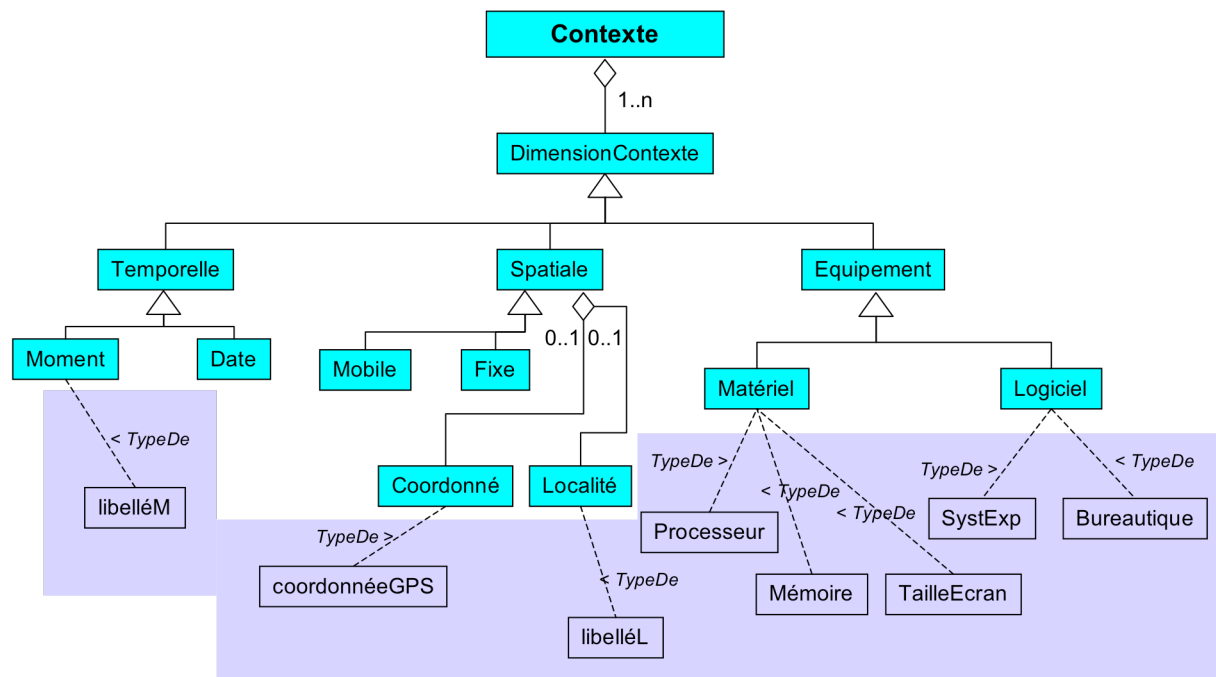 Contexte
1..n
DimensionContexte
Temporelle
Spatiale
Equipement
0..1
0..1
Moment
Date
Mobile
Fixe
Matériel
Logiciel
< TypeDe
TypeDe >
< TypeDe
TypeDe >
< TypeDe
Coordonné
Localité
< TypeDe
libelléM
Processeur
SystExp
Bureautique
TypeDe >
coordonnéeGPS
< TypeDe
Mémoire
TailleEcran
libelléL